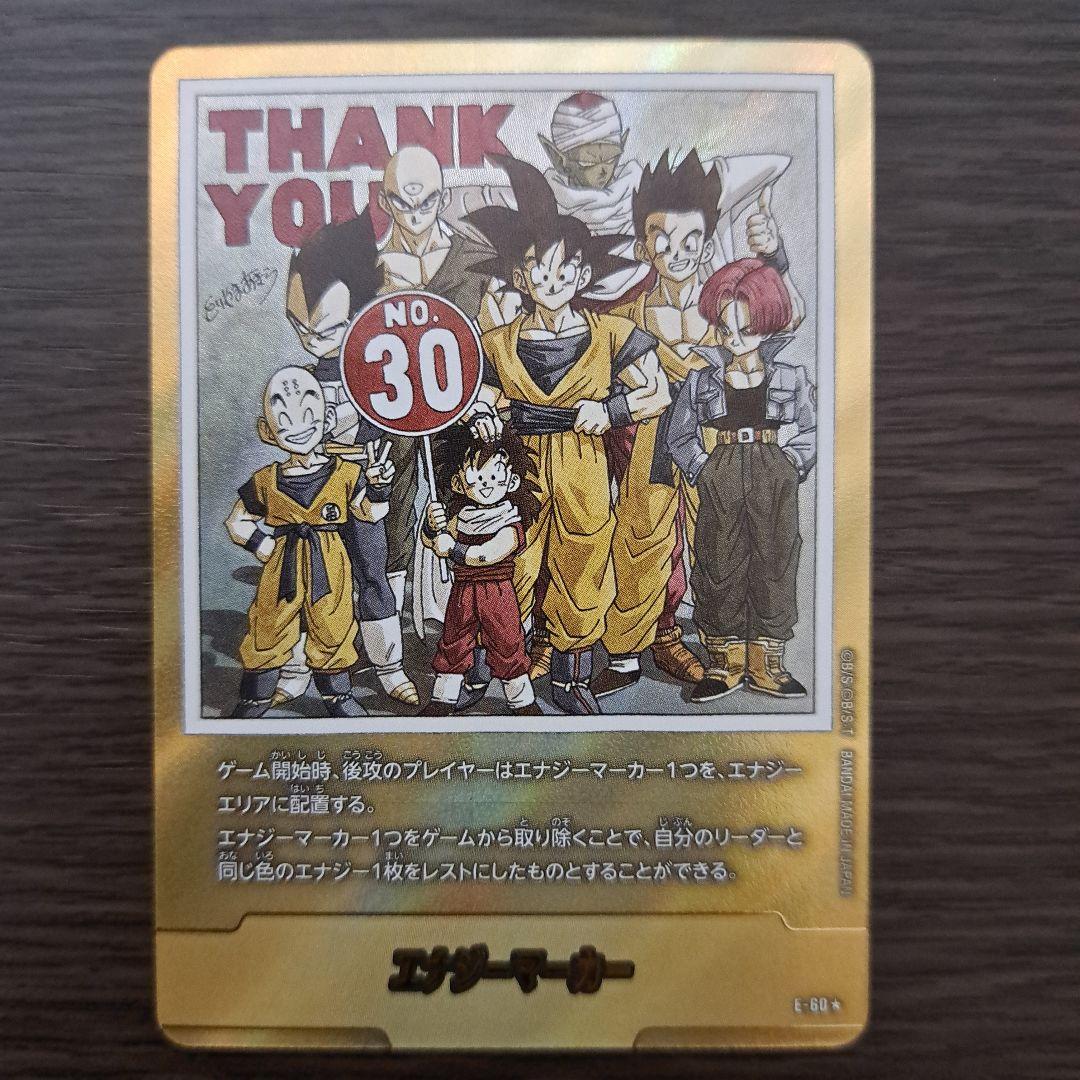 THANK
YOU
NO.
30
ゲーム開始時、後攻のプレイヤーはエナジーマーカー1つを、エナジー
エリアに配置する。
エナジーマーカー1つをゲームから取り除くことで、自分のリーダーと
同じ色のエナジー1枚をレストにしたものとすることができる。
エナジーマーカー
E-60★
©B/S ©B/S･T BANDAI MADE IN JAPAN